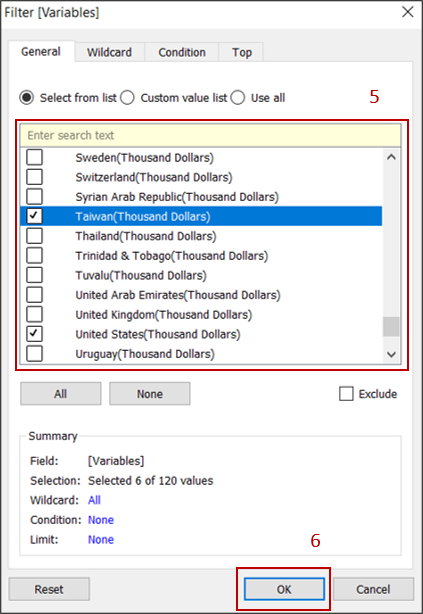 Filter [Variables]
General Wildcard Condition Top
Select from list Custom value list Use all
5
Enter search text
Sweden(Thousand Dollars)
Switzerland(Thousand Dollars)
Syrian Arab Republic(Thousand Dollars)
Taiwan(Thousand Dollars)
Thailand(Thousand Dollars)
Trinidad & Tobago(Thousand Dollars)
Tuvalu(Thousand Dollars)
United Arab Emirates(Thousand Dollars)
United Kingdom(Thousand Dollars)
United States(Thousand Dollars)
Uruguay(Thousand Dollars)
All None Exclude
Summary
Field: [Variables]
Selection: Selected 6 of 120 values
Wildcard: All
Condition: None
Limit: None
6
Reset OK Cancel